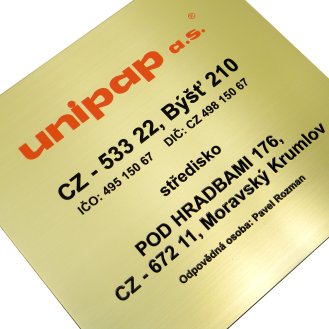 unipap a.s.®
CZ - 533 22, Býšť 210
IČO: 495 150 67 DIČ: CZ 498 150 67
středisko
POD HRADBAMI 176,
CZ - 672 11, Moravský Krumlov
Odpovědná osoba: Pavel Rozman